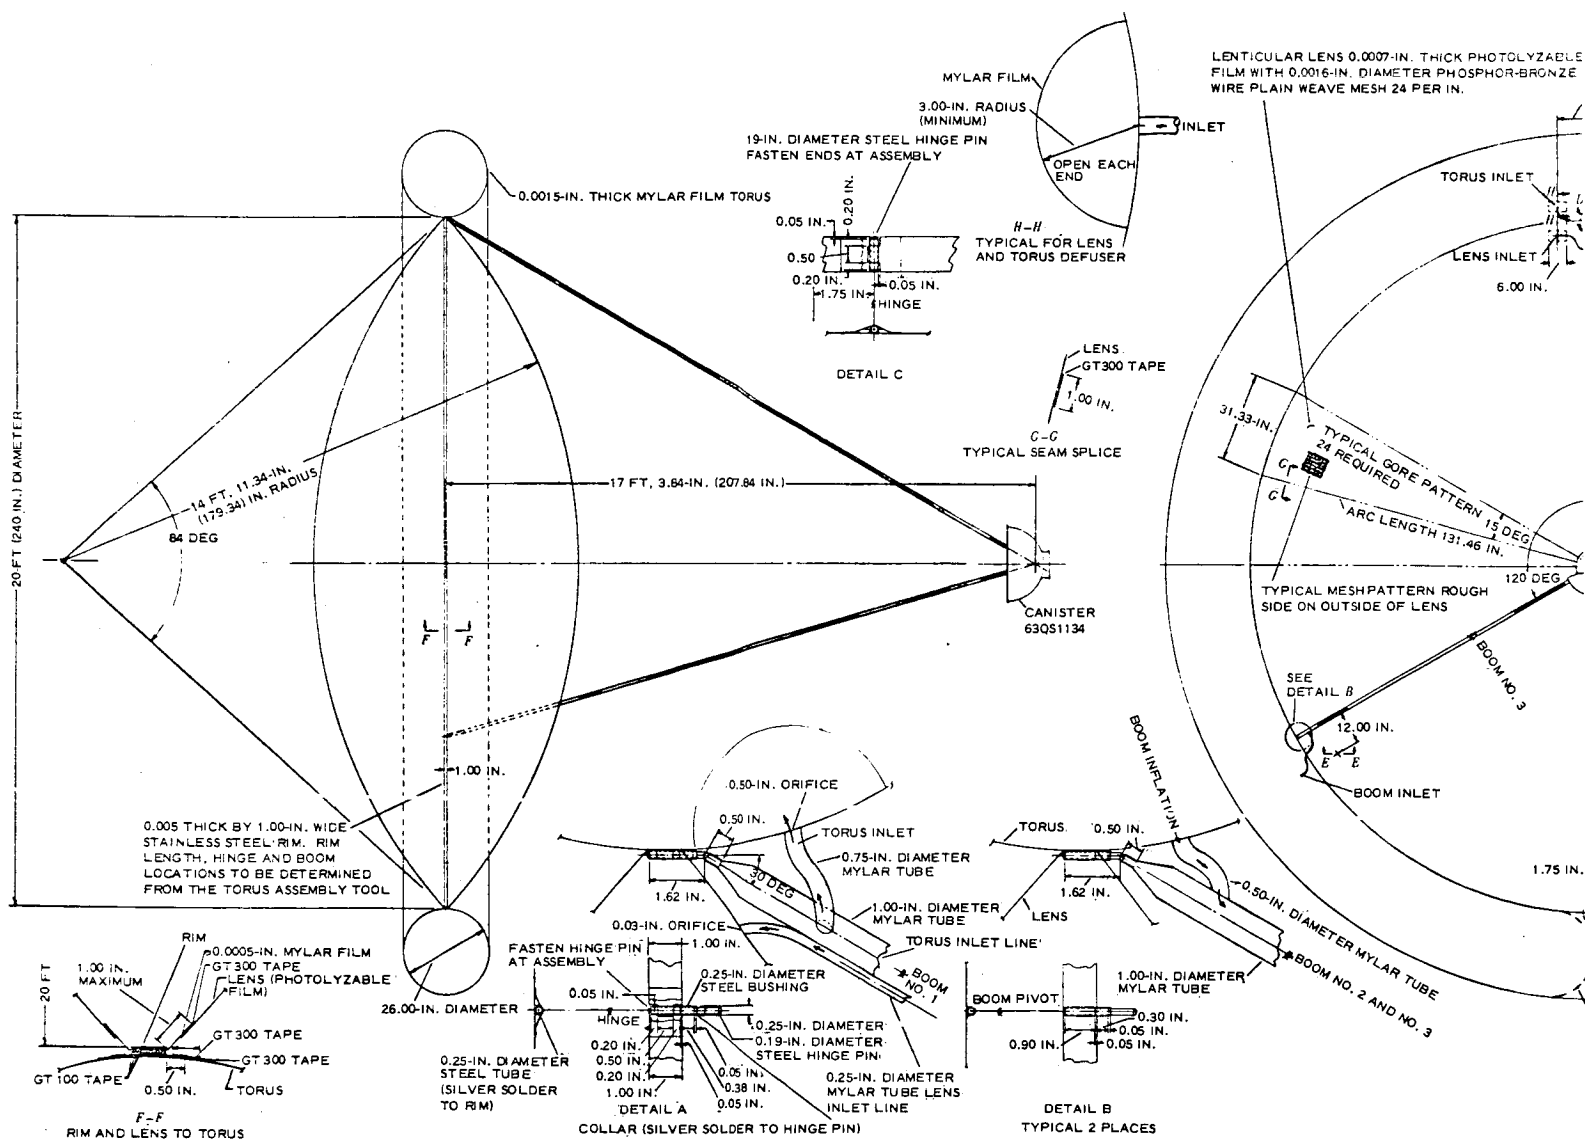 MYLAR FILM
3.00-IN. RADIUS
(MINIMUM)
INLET
OPEN EACH
END
H-H
TYPICAL FOR LENS
AND TORUS DEFUSER
LENTICULAR LENS 0.0007-IN. THICK PHOTOLYZABLE
FILM WITH 0.0016-IN. DIAMETER PHOSPHOR-BRONZE
WIRE PLAIN WEAVE MESH 24 PER IN.
19-IN. DIAMETER STEEL HINGE PIN
FASTEN ENDS AT ASSEMBLY
0.20 IN.
0.05 IN.
0.50
0.20 IN.
1.75 IN.
0.05 IN.
HINGE
DETAIL C
0.0015-IN. THICK MYLAR FILM TORUS
20-FT (240 IN.) DIAMETER
14 FT, 11.34-IN.
(179.34) IN. RADIUS
84 DEG
17 FT, 3.84-IN. (207.84 IN.)
LENS
GT300 TAPE
1.00 IN.
G-G
TYPICAL SEAM SPLICE
CANISTER
63QS1134
F F
1.00 IN.
TORUS INLET
H
H
LENS INLET
6.00 IN.
31.33-IN.
TYPICAL GORE PATTERN
24 REQUIRED
G
G
15 DEG
ARC LENGTH 131.46 IN.
120 DEG
TYPICAL MESH PATTERN ROUGH
SIDE ON OUTSIDE OF LENS
BOOM NO. 3
SEE
DETAIL B
12.00 IN.
E E
BOOM INLET
1.75 IN.
0.005 THICK BY 1.00-IN. WIDE
STAINLESS STEEL RIM. RIM
LENGTH, HINGE AND BOOM
LOCATIONS TO BE DETERMINED
FROM THE TORUS ASSEMBLY TOOL
26.00-IN. DIAMETER
RIM
0.0005-IN. MYLAR FILM
GT300 TAPE
LENS (PHOTOLYZABLE
FILM)
1.00 IN.
MAXIMUM
20 FT
GT300 TAPE
GT300 TAPE
GT100 TAPE
0.50 IN.
TORUS
F-F
RIM AND LENS TO TORUS
0.50-IN. ORIFICE
0.50 IN.
TORUS INLET
0.75-IN. DIAMETER
MYLAR TUBE
30 DEG
1.62 IN.
1.00-IN. DIAMETER
MYLAR TUBE
0.03-IN. ORIFICE
TORUS INLET LINE
BOOM
NO. 1
FASTEN HINGE PIN
AT ASSEMBLY
1.00 IN.
0.25-IN. DIAMETER
STEEL BUSHING
0.05 IN.
HINGE
0.20 IN.
0.50 IN.
0.20 IN.
1.00 IN.
0.25-IN. DIAMETER
0.19-IN. DIAMETER
STEEL HINGE PIN
0.05 IN.
0.38 IN.
0.05 IN.
0.25-IN. DIAMETER
STEEL TUBE
(SILVER SOLDER
TO RIM)
0.25-IN. DIAMETER
MYLAR TUBE LENS
INLET LINE
DETAIL A
COLLAR (SILVER SOLDER TO HINGE PIN)
BOOM INFLATION
TORUS
0.50 IN.
1.62 IN.
LENS
0.50-IN. DIAMETER MYLAR TUBE
1.00-IN. DIAMETER
MYLAR TUBE
BOOM NO. 2 AND NO. 3
BOOM PIVOT
0.30 IN.
0.05 IN.
0.90 IN.
0.05 IN.
DETAIL B
TYPICAL 2 PLACES